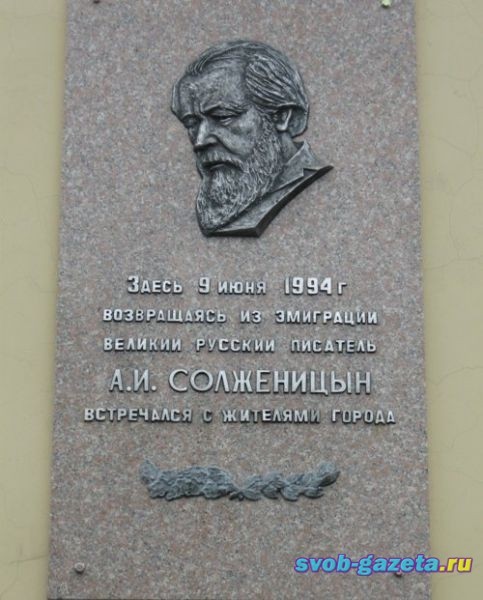 Здесь 9 июня 1994 г
возвращаясь из эмиграции
великий русский писатель
А.И. СОЛЖЕНИЦЫН
встречался с жителями города
svob-gazeta.ru